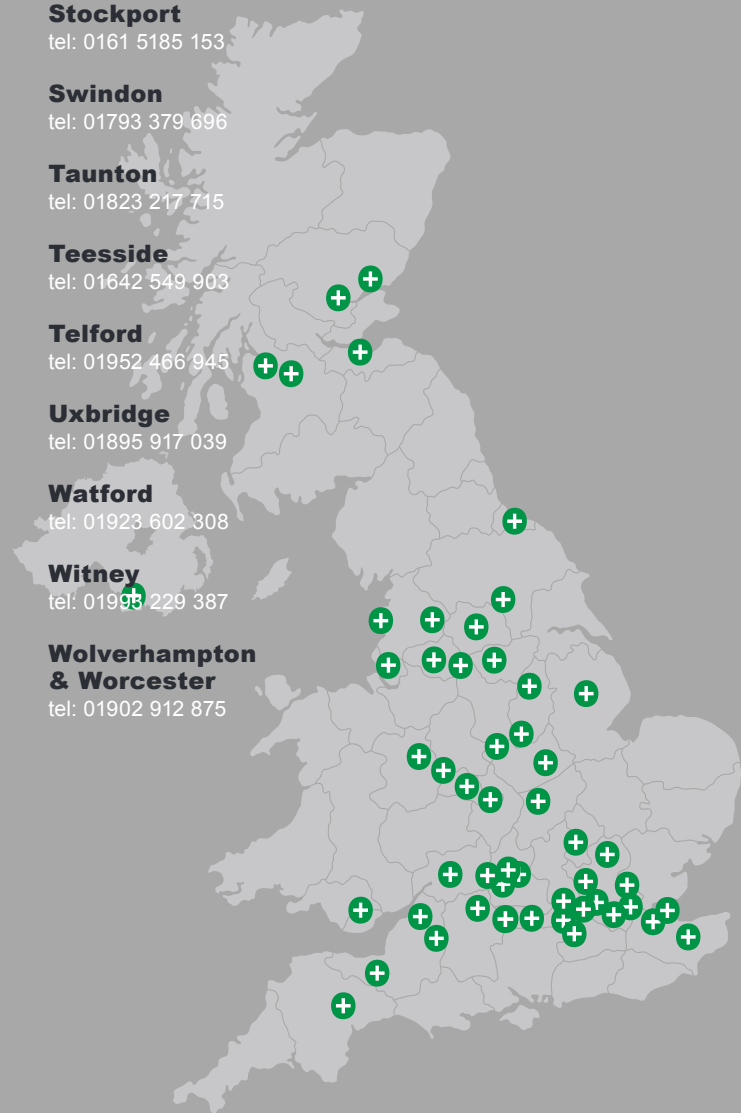 Stockport
tel: 0161 5185 153
Swindon
tel: 01793 379 696
Taunton
tel: 01823 217 715
Teesside
tel: 01642 549 903
Telford
tel: 01952 466 945
Uxbridge
tel: 01895 917 039
Watford
tel: 01923 602 308
Witney
tel: 01993 229 387
Wolverhampton
& Worcester
tel: 01902 912 875